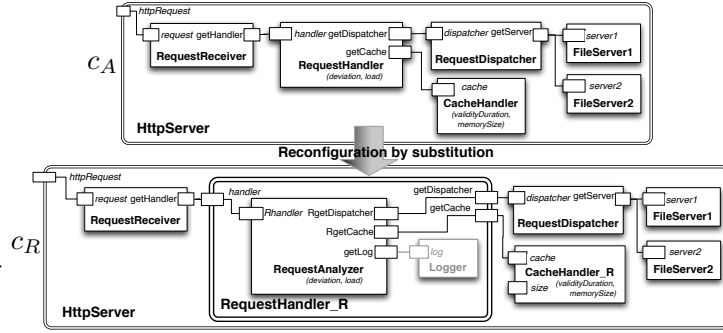 httpRequest
request getHandler
RequestReceiver
handler getDispatcher
getCache
RequestHandler
(deviation, load)
dispatcher getServer
RequestDispatcher
server1
FileServer1
server2
FileServer2
cache
CacheHandler
(validityDuration,
memorySize)
c_A
HttpServer
Reconfiguration by substitution
httpRequest
request getHandler
RequestReceiver
handler
Rhandler
RgetDispatcher
RgetCache
getLog
RequestAnalyzer
(deviation, load)
log
Logger
getDispatcher
getCache
RequestHandler_R
dispatcher getServer
RequestDispatcher
server1
FileServer1
server2
FileServer2
cache
CacheHandler_R
(validityDuration,
memorySize)
size
c_R
HttpServer